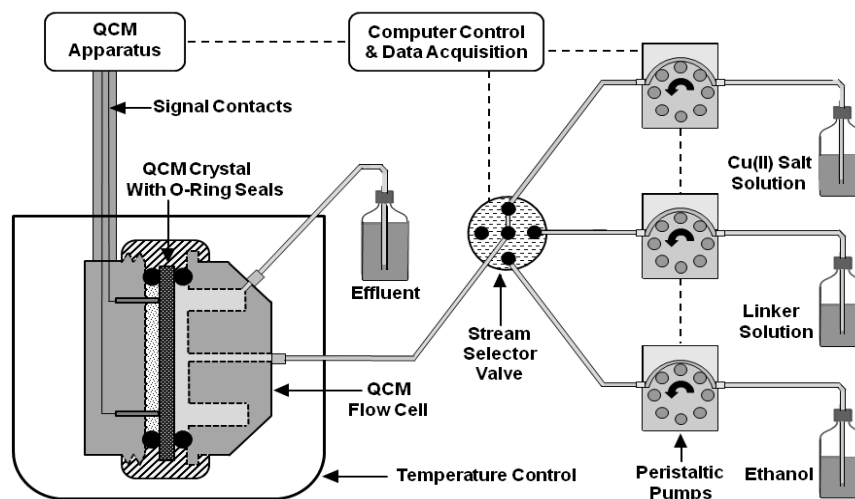 QCM
Apparatus
Computer Control
& Data Acquisition
Signal Contacts
QCM Crystal
With O-Ring Seals
Cu(II) Salt
Solution
Effluent
Stream
Selector
Valve
Linker
Solution
QCM
Flow Cell
Temperature Control
Peristaltic
Pumps
Ethanol